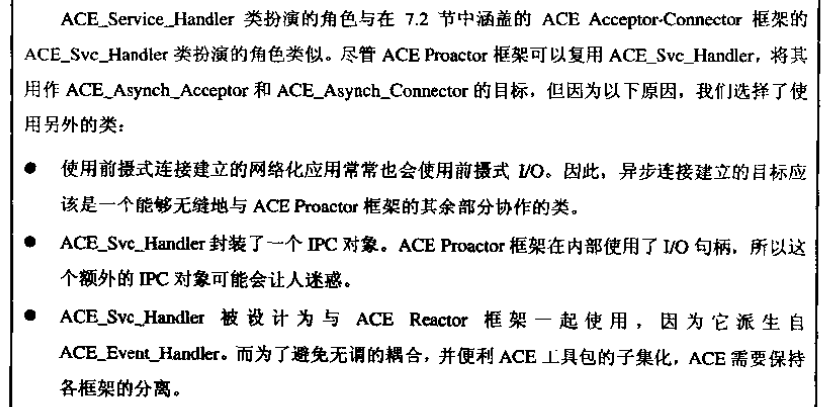 ACE_Service_Handler 类扮演的角色与在 7.2 节中涵盖的 ACE Acceptor-Connector 框架的
ACE_Svc_Handler 类扮演的角色类似。尽管 ACE Proactor 框架可以复用 ACE_Svc_Handler，将其
用作 ACE_Asynch_Acceptor 和 ACE_Asynch_Connector 的目标，但因为以下原因，我们选择了使
用另外的类：
● 使用前摄式连接建立的网络化应用常常也会使用前摄式 I/O。因此，异步连接建立的目标应
该是一个能够无缝地与 ACE Proactor 框架的其余部分协作的类。
● ACE_Svc_Handler 封装了一个 IPC 对象。ACE Proactor 框架在内部使用了 I/O 句柄，所以这
个额外的 IPC 对象可能会让人迷惑。
● ACE_Svc_Handler 被设计为与 ACE Reactor 框架一起使用，因为它派生自
ACE_Event_Handler。而为了避免无谓的耦合，并便利 ACE 工具包的子集化，ACE 需要保持
各框架的分离。